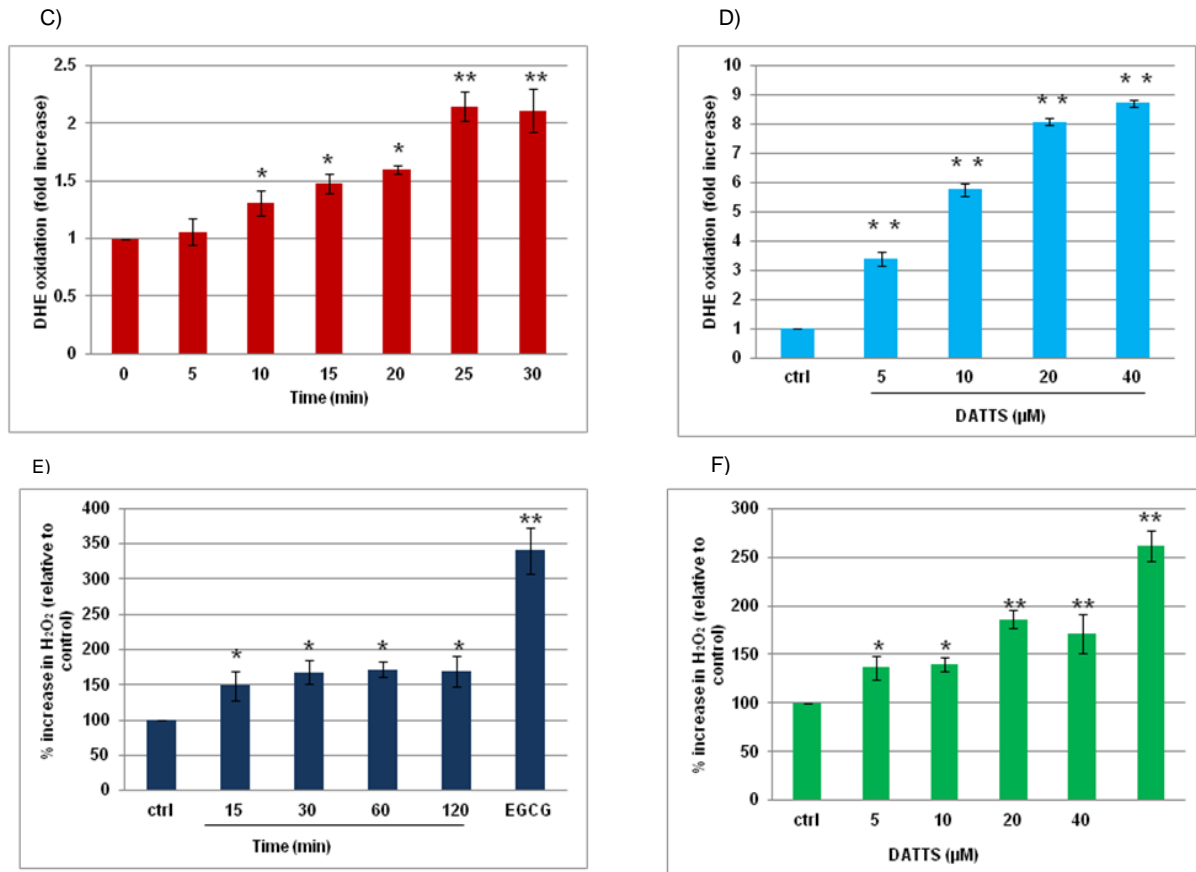 C)
2.5
2
1.5
1
0.5
0
DHE oxidation (fold increase)
*
*
*
**
**
0 5 10 15 20 25 30
Time (min)
D)
10
9
8
7
6
5
4
3
2
1
0
DHE oxidation (fold increase)
* *
* *
* *
* *
ctrl 5 10 20 40
DATTS (µM)
E)
400
350
300
250
200
150
100
50
0
% increase in H₂O₂ (relative to
control)
*
*
*
*
**
ctrl 15 30 60 120 EGCG
Time (min)
F)
300
250
200
150
100
50
0
% increase in H₂O₂ (relative to
control)
*
*
**
**
**
ctrl 5 10 20 40
DATTS (µM)